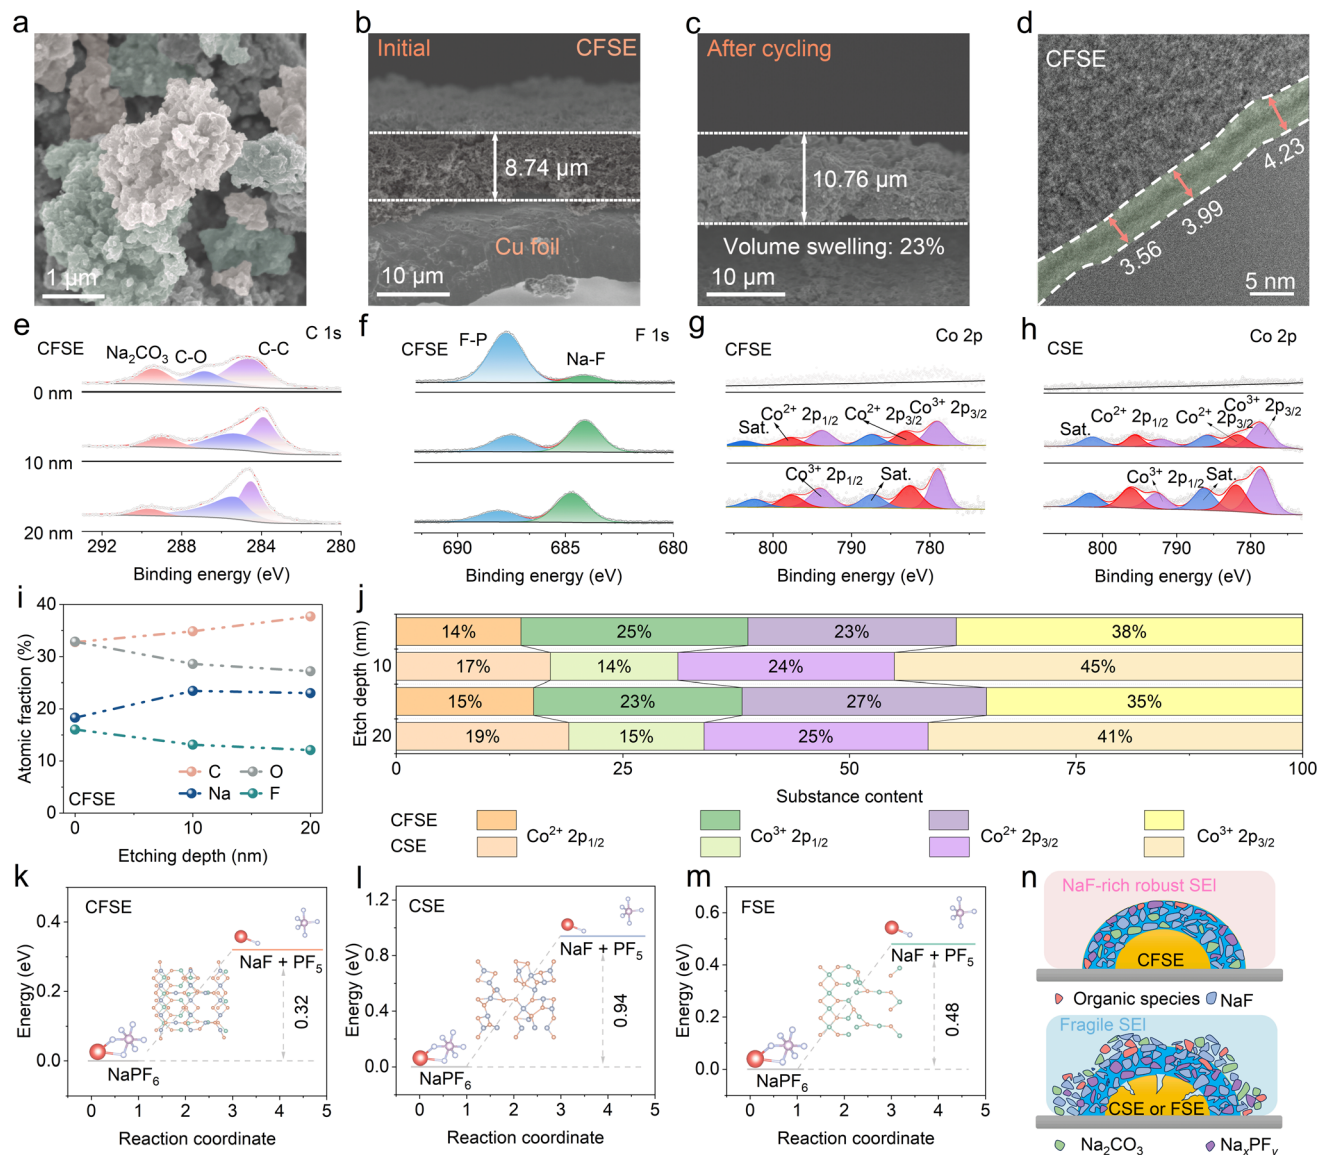 a
1 μm
b
Initial
CFSE
8.74 μm
Cu foil
10 μm
c
After cycling
10.76 μm
Volume swelling: 23%
10 μm
d
CFSE
3.56
3.99
4.23
5 nm
e
C 1s
CFSE
Na₂CO₃
C-O
C-C
0 nm
10 nm
20 nm
292 288 284 280
Binding energy (eV)
f
F 1s
CFSE
F-P
Na-F
690 685 680
Binding energy (eV)
g
Co 2p
CFSE
Sat.
Co²⁺ 2p₁/₂
Co²⁺ 2p₃/₂
Co³⁺ 2p₃/₂
Co³⁺ 2p₁/₂
Sat.
800 790 780
Binding energy (eV)
h
Co 2p
CSE
Sat.
Co²⁺ 2p₁/₂
Co²⁺ 2p₃/₂
Co³⁺ 2p₃/₂
Co³⁺ 2p₁/₂
Sat.
800 790 780
Binding energy (eV)
i
Atomic fraction (%)
40
30
20
10
0
C O
Na F
CFSE
0 10 20
Etching depth (nm)
j
Etch depth (nm)
10
20
14% 25% 23% 38%
17% 14% 24% 45%
15% 23% 27% 35%
19% 15% 25% 41%
0 25 50 75 100
Substance content
CFSE
CSE
Co²⁺ 2p₁/₂
Co³⁺ 2p₁/₂
Co²⁺ 2p₃/₂
Co³⁺ 2p₃/₂
k
CFSE
Energy (eV)
0.4
0.2
0.0
NaF + PF₅
0.32
NaPF₆
0 1 2 3 4 5
Reaction coordinate
l
CSE
Energy (eV)
1.2
0.8
0.4
0.0
NaF + PF₅
0.94
NaPF₆
0 1 2 3 4 5
Reaction coordinate
m
FSE
Energy (eV)
0.6
0.4
0.2
0.0
NaF + PF₅
0.48
NaPF₆
0 1 2 3 4 5
Reaction coordinate
n
NaF-rich robust SEI
CFSE
Organic species NaF
Fragile SEI
CSE or FSE
Na₂CO₃ NaₓPFᵧ